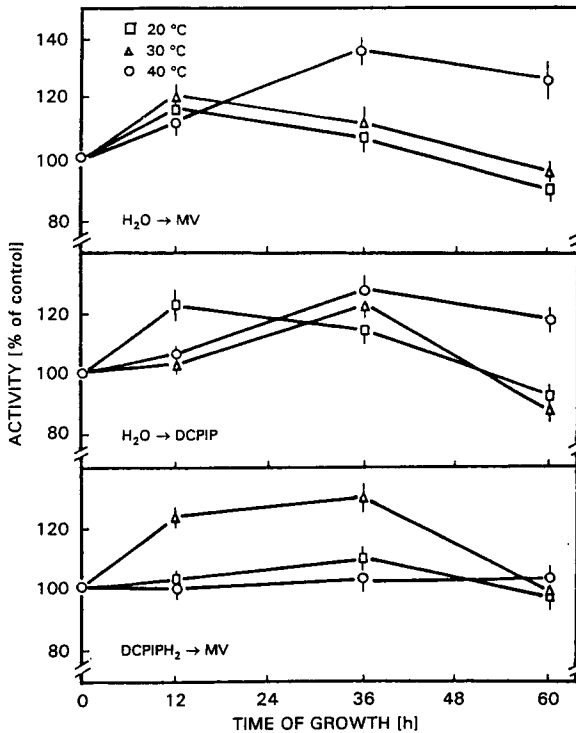 140
□ 20 °C
△ 30 °C
○ 40 °C
120
100
80
H₂O → MV
120
100
80
H₂O → DCPIP
120
100
80
DCPIPH₂ → MV
ACTIVITY [% of control]
0 12 24 36 48 60
TIME OF GROWTH [h]